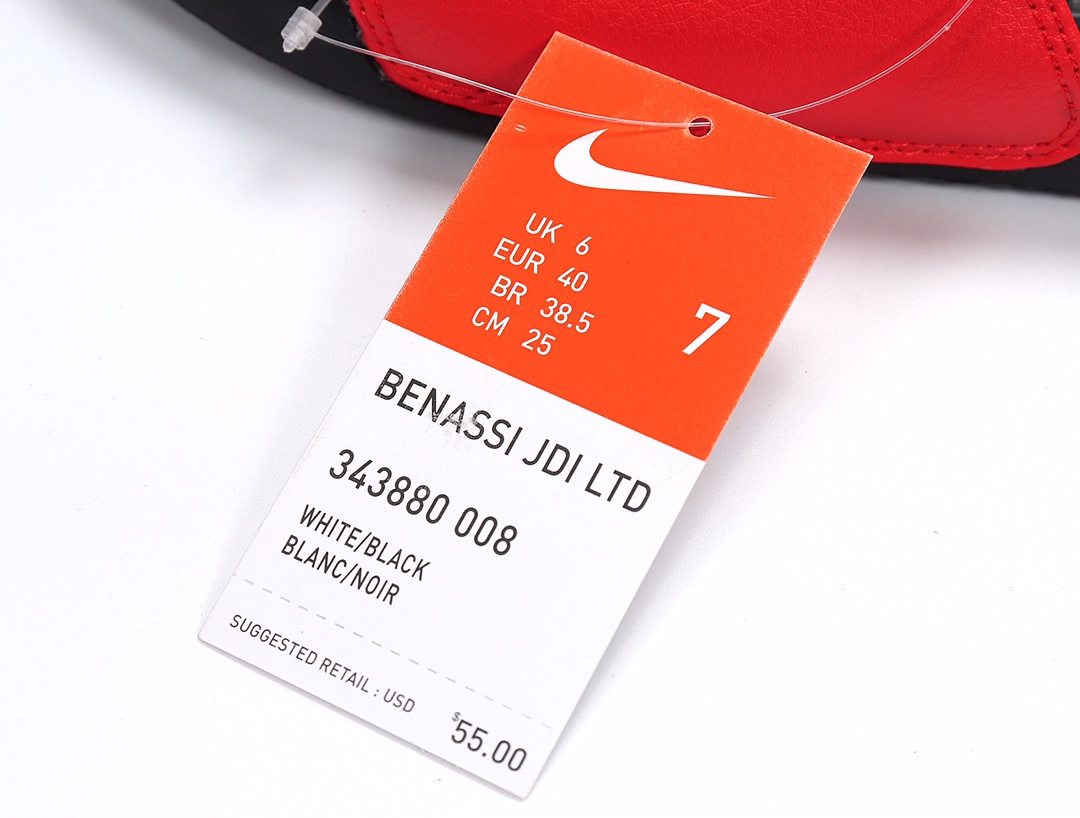 UK 6
EUR 40
BR 38.5
CM 25
7
BENASSI JDI LTD
343880 008
WHITE/BLACK
BLANC/NOIR
SUGGESTED RETAIL : USD
$55.00